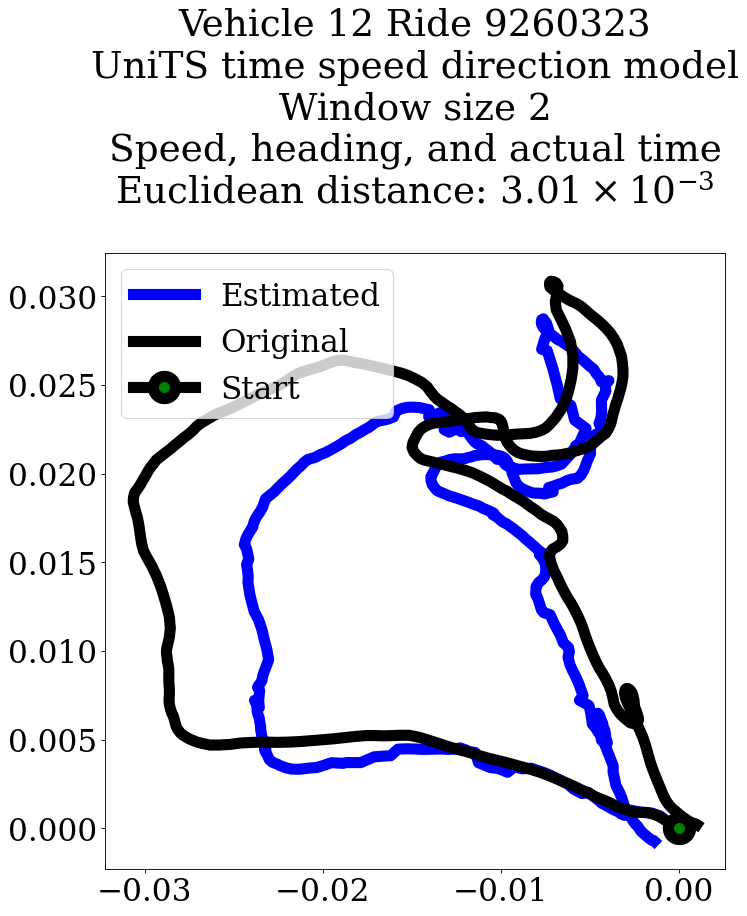 Vehicle 12 Ride 9260323
UniTS time speed direction model
Window size 2
Speed, heading, and actual time
Euclidean distance: 3.01 × 10⁻³
Estimated
Original
Start
0.030
0.025
0.020
0.015
0.010
0.005
0.000
−0.03 −0.02 −0.01 0.00